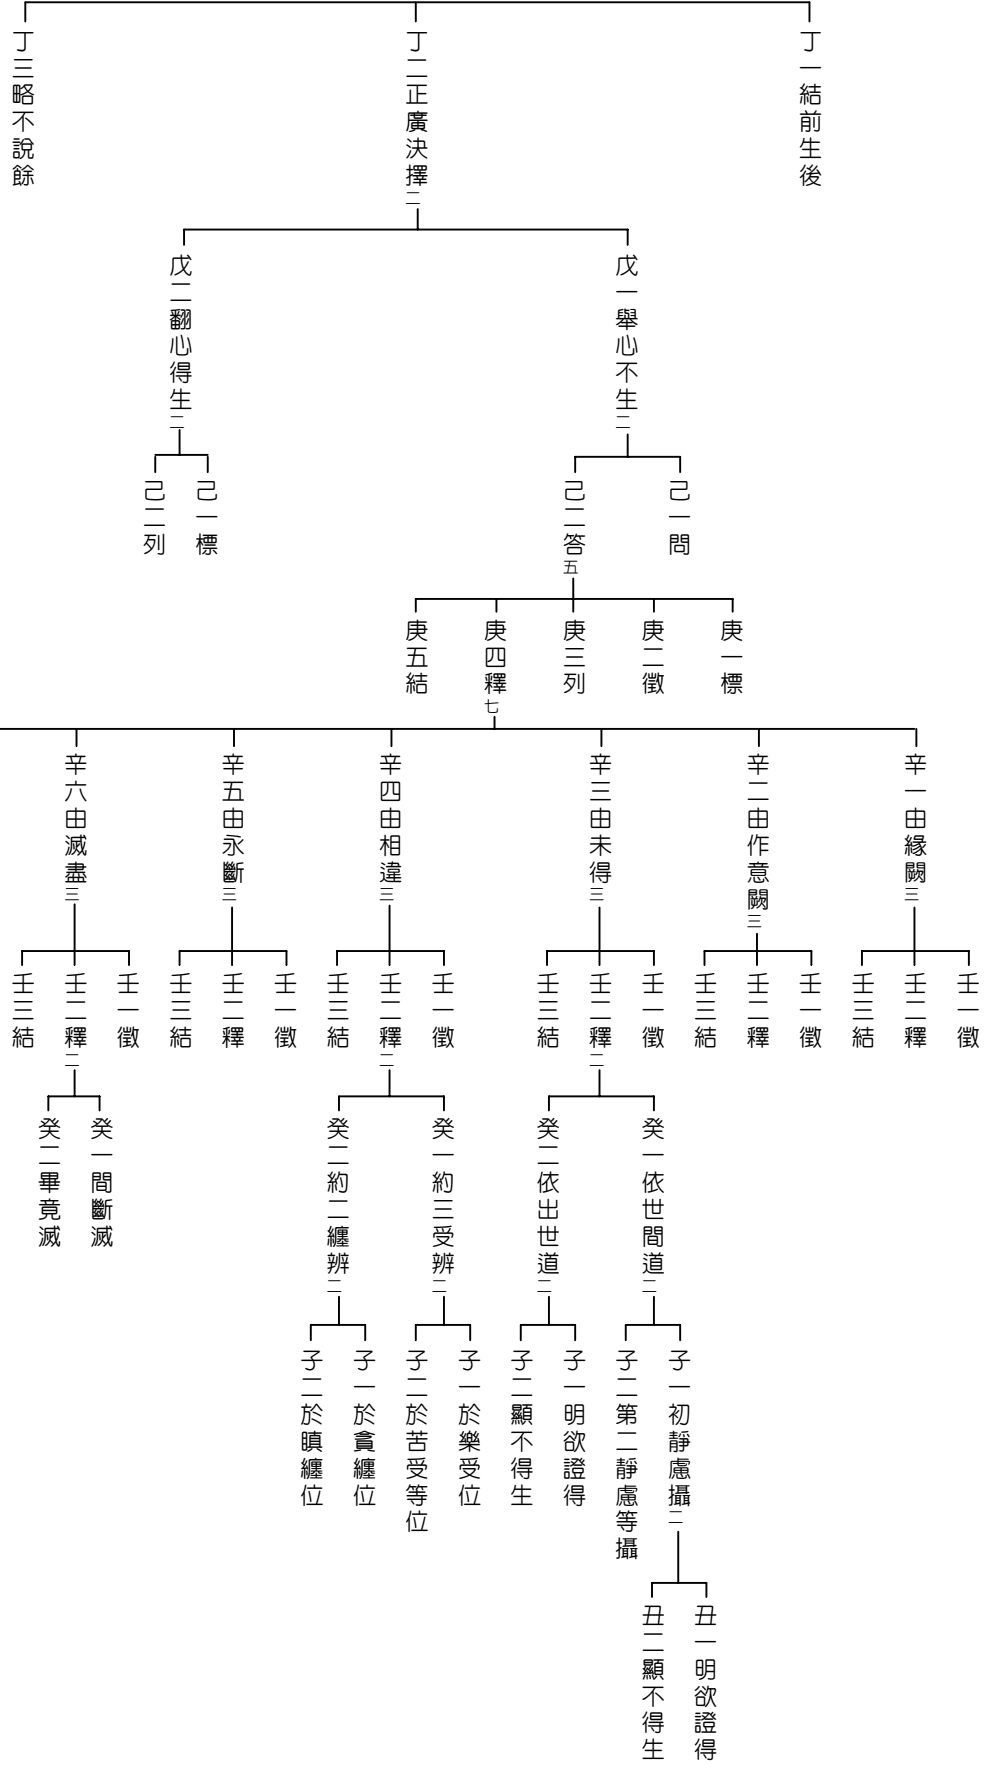 丁一結前生後
丁二正廣決擇二
丁三略不說餘
戊一舉心不生二
戊二翻心得生二
己一問
己二答五
己一標
己二列
庚一標
庚二徵
庚三列
庚四釋七
庚五結
辛一由緣闕三
辛二由作意闕三
辛三由未得三
辛四由相違三
辛五由永斷三
辛六由滅盡三
壬一徵
壬二釋
壬三結
壬一徵
壬二釋
壬三結
壬一徵
壬二釋二
壬三結
壬一徵
壬二釋二
壬三結
壬一徵
壬二釋
壬三結
壬一徵
壬二釋二
壬三結
癸一依世間道二
癸二依出世道二
癸一約三受辨二
癸二約二纏辨二
癸一間斷滅
癸二畢竟滅
子一初靜慮攝二
子二第二靜慮等攝
子一明欲證得
子二顯不得生
子一於樂受位
子二於苦受等位
子一於貪纏位
子二於瞋纏位
丑一明欲證得
丑二顯不得生